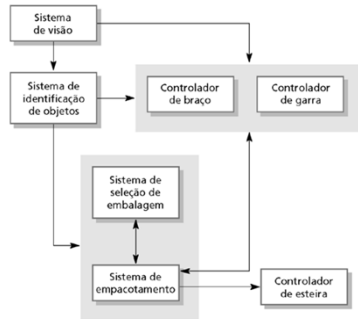 Sistema
de visão
Sistema de
identificação
de objetos
Controlador
de braço
Controlador
de garra
Sistema de
seleção de
embalagem
Sistema de
empacotamento
Controlador
de esteira